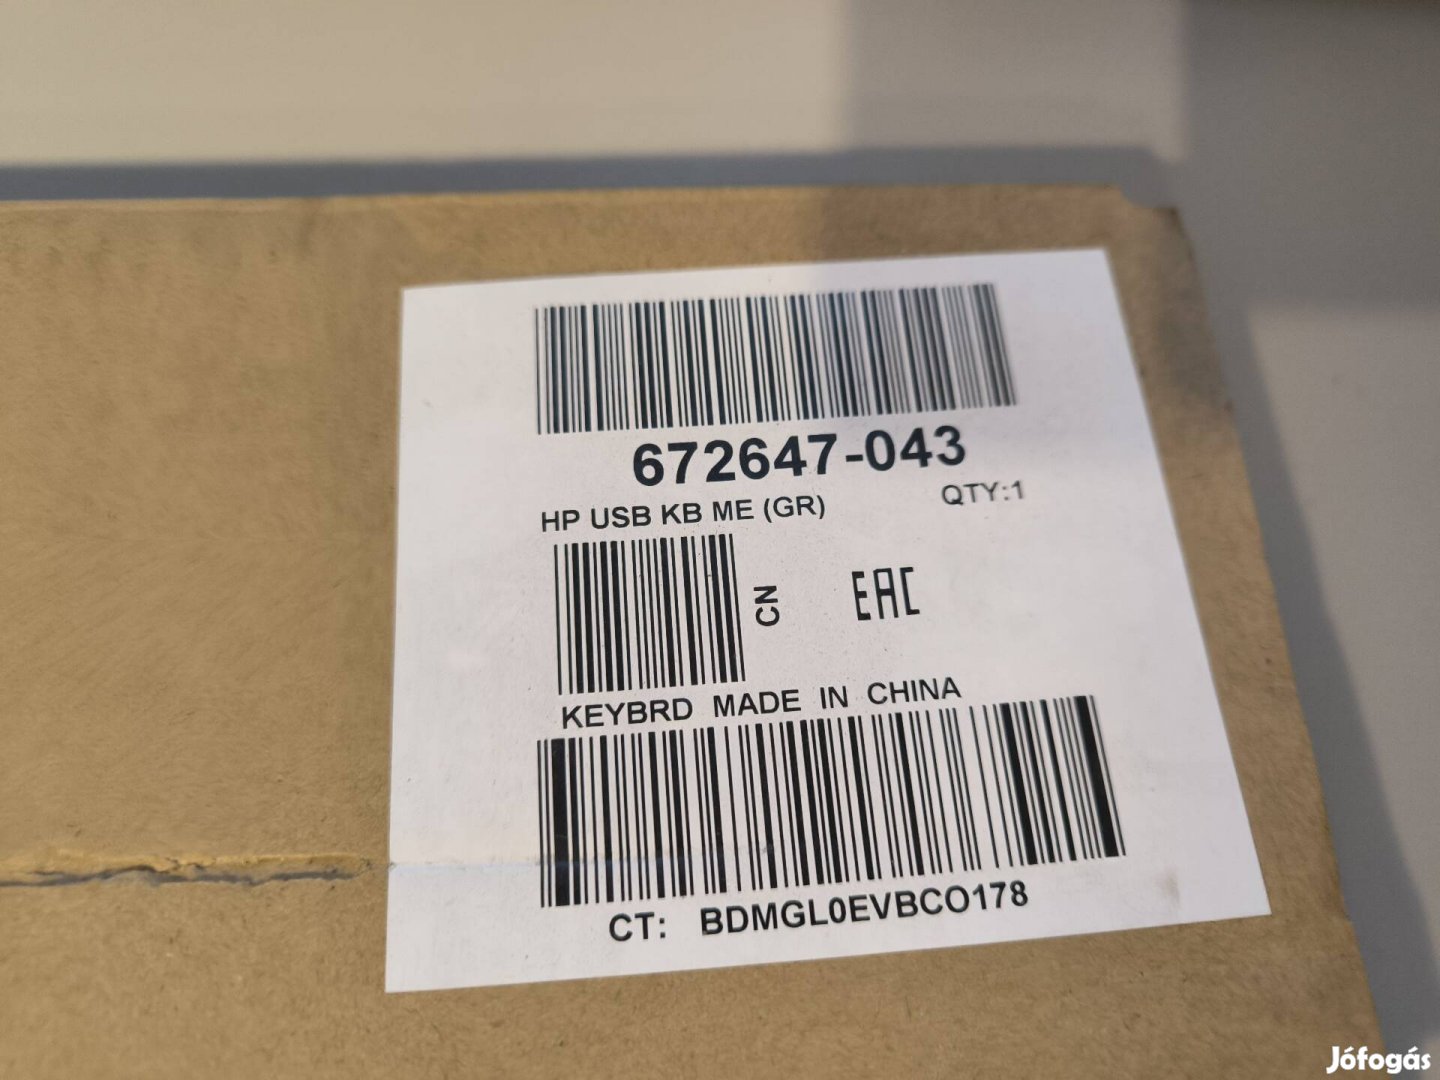 672647-043
HP USB KB ME (GR) QTY:1
CN
EAC
KEYBRD MADE IN CHINA
CT: BDMGL0EVBCO178
Jófogás